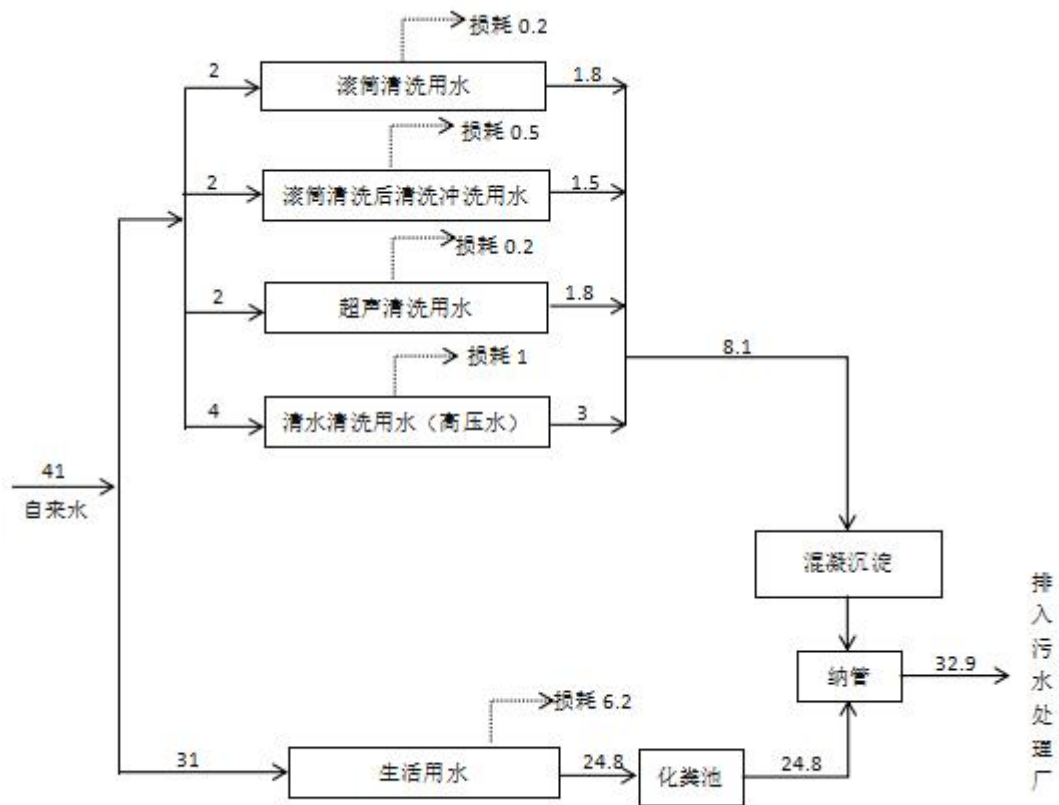 损耗 0.2
2
滚筒清洗用水
1.8
损耗 0.5
2
滚筒清洗后清洗冲洗用水
1.5
损耗 0.2
2
超声清洗用水
1.8
损耗 1
8.1
4
清水清洗用水（高压水）
3
41
自来水
混凝沉淀
纳管
32.9
排入污水处理厂
损耗 6.2
31
生活用水
24.8
化粪池
24.8